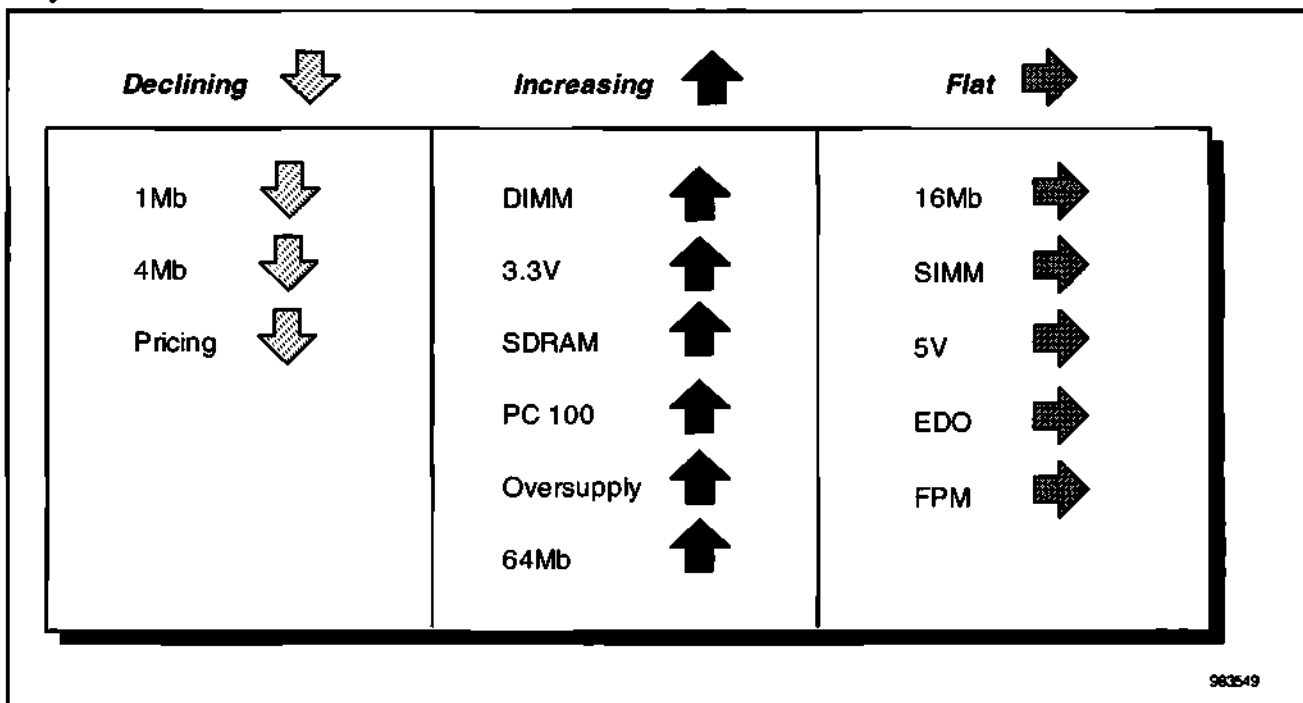 Declining Increasing Flat
1Mb DIMM 16Mb
4Mb 3.3V SIMM
Pricing SDRAM 5V
PC 100 EDO
Oversupply FPM
64Mb
983549